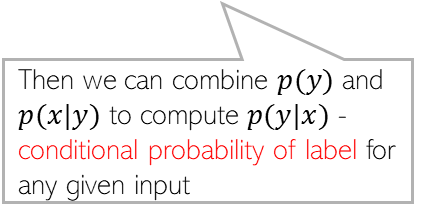 Then we can combine p(y) and
p(x|y) to compute p(y|x) -
conditional probability of label for
any given input